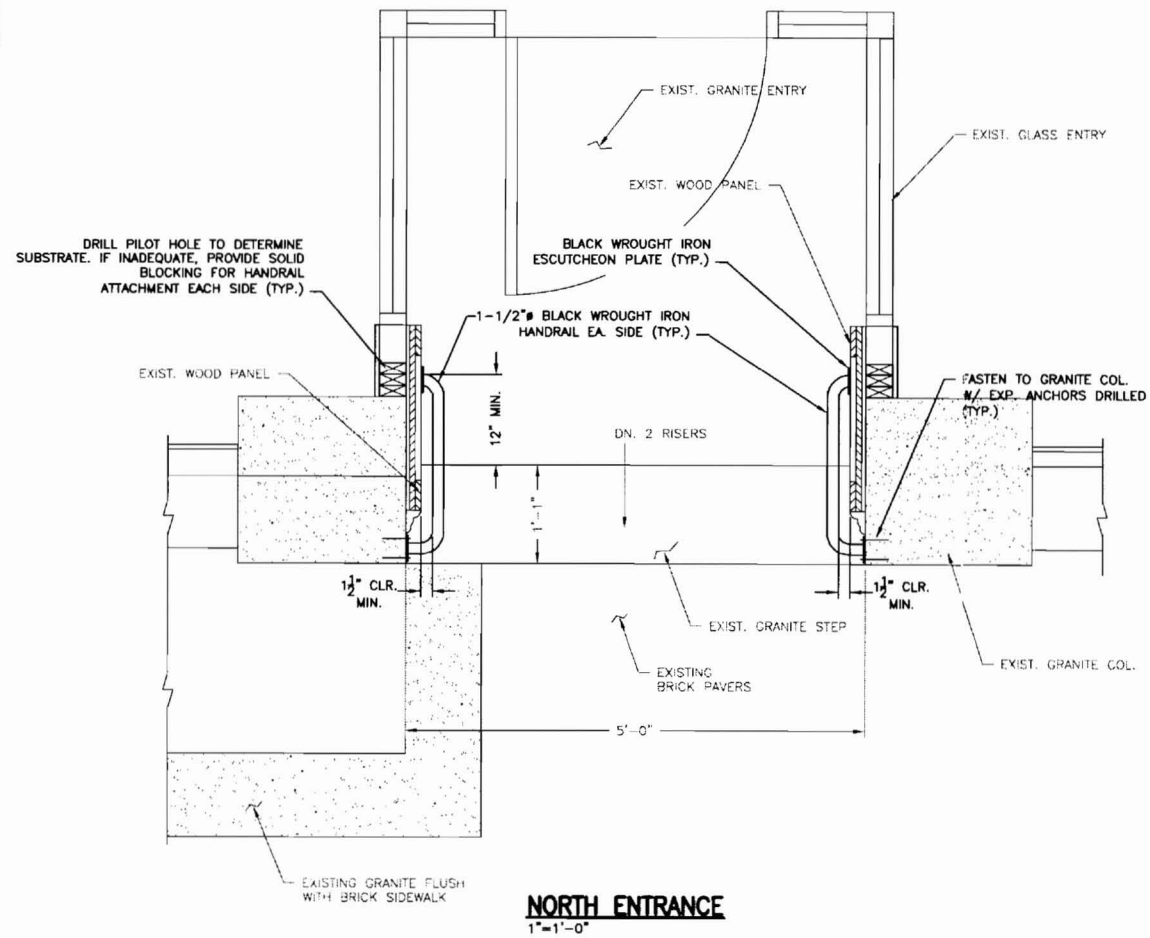 EXIST. GRANITE ENTRY
EXIST. GLASS ENTRY
EXIST. WOOD PANEL
DRILL PILOT HOLE TO DETERMINE
SUBSTRATE. IF INADEQUATE, PROVIDE SOLID
BLOCKING FOR HANDRAIL
ATTACHMENT EACH SIDE (TYP.)
BLACK WROUGHT IRON
ESCUTCHEON PLATE (TYP.)
1-1/2"ø BLACK WROUGHT IRON
HANDRAIL EA. SIDE (TYP.)
EXIST. WOOD PANEL
FASTEN TO GRANITE COL.
W/ EXP. ANCHORS DRILLED
(TYP.)
12" MIN.
DN. 2 RISERS
1'-1"
1½" CLR.
MIN.
1½" CLR.
MIN.
EXIST. GRANITE STEP
EXIST. GRANITE COL.
EXISTING
BRICK PAVERS
5'-0"
EXISTING GRANITE FLUSH
WITH BRICK SIDEWALK
NORTH ENTRANCE
1"=1'-0"